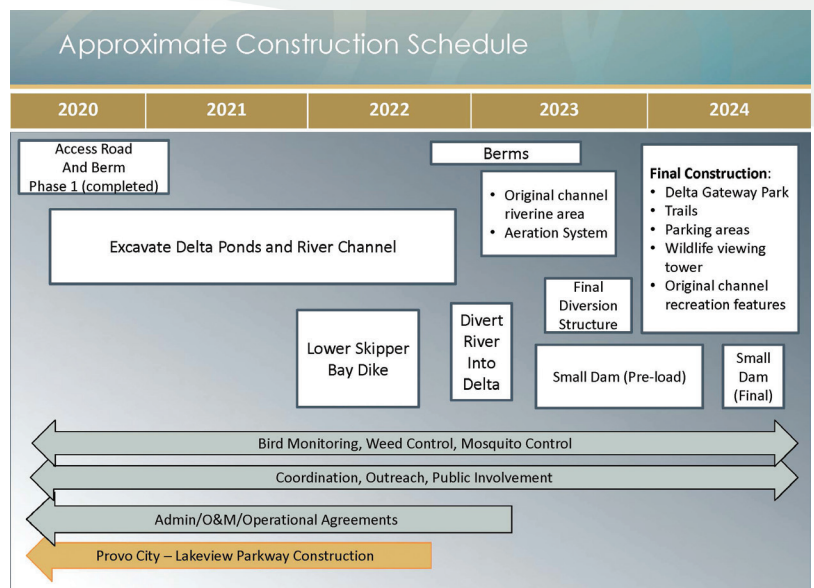 Approximate Construction Schedule
2020 2021 2022 2023 2024
Access Road
And Berm
Phase 1 (completed)
Berms
Excavate Delta Ponds and River Channel
• Original channel
riverine area
• Aeration System
Final Construction:
• Delta Gateway Park
• Trails
• Parking areas
• Wildlife viewing
tower
• Original channel
recreation features
Lower Skipper
Bay Dike
Divert
River
Into
Delta
Final
Diversion
Structure
Small Dam (Pre-load)
Small
Dam
(Final)
Bird Monitoring, Weed Control, Mosquito Control
Coordination, Outreach, Public Involvement
Admin/O&M/Operational Agreements
Provo City – Lakeview Parkway Construction